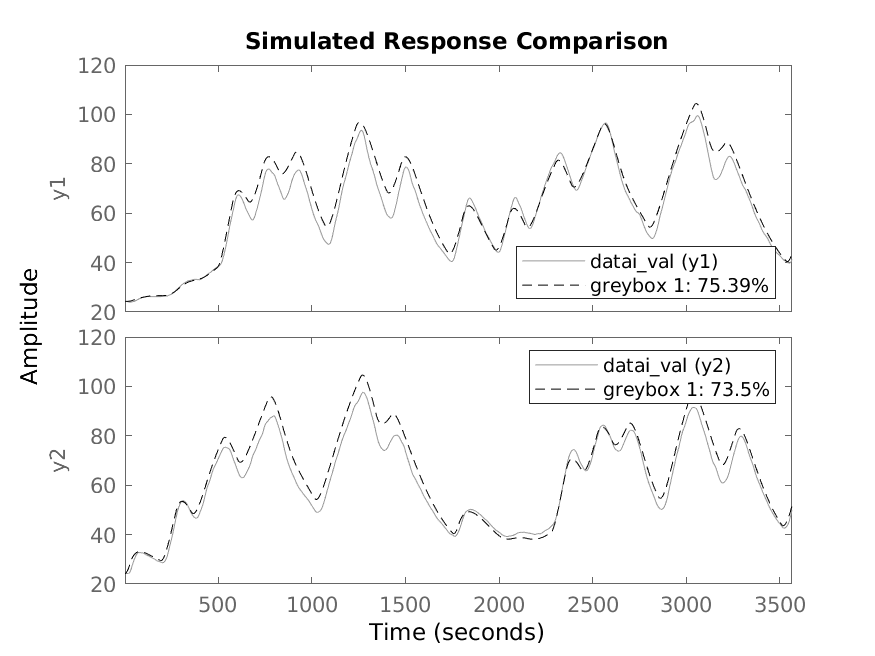 Simulated Response Comparison
120
100
80
60
40
20
y1
datai_val (y1)
greybox 1: 75.39%
Amplitude
120
100
80
60
40
20
y2
datai_val (y2)
greybox 1: 73.5%
500 1000 1500 2000 2500 3000 3500
Time (seconds)